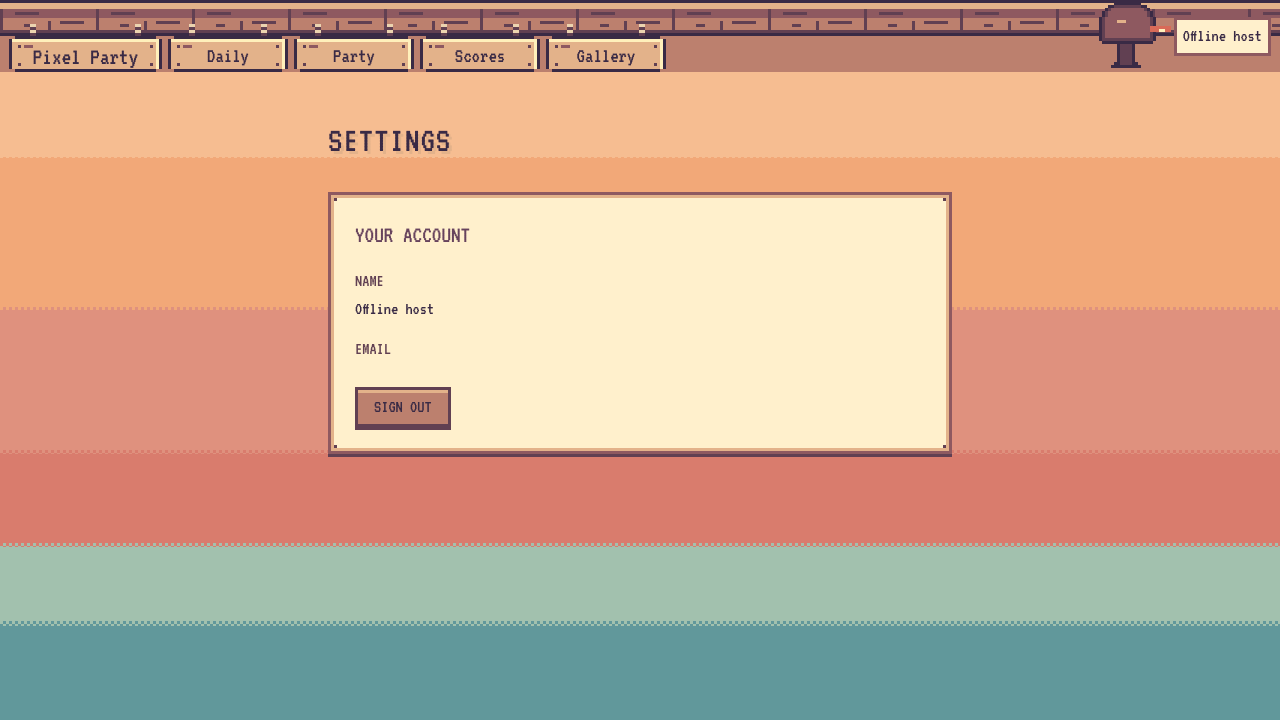 Pixel Party
Daily
Party
Scores
Gallery
Offline host
SETTINGS
YOUR ACCOUNT
NAME
Offline host
EMAIL
SIGN OUT